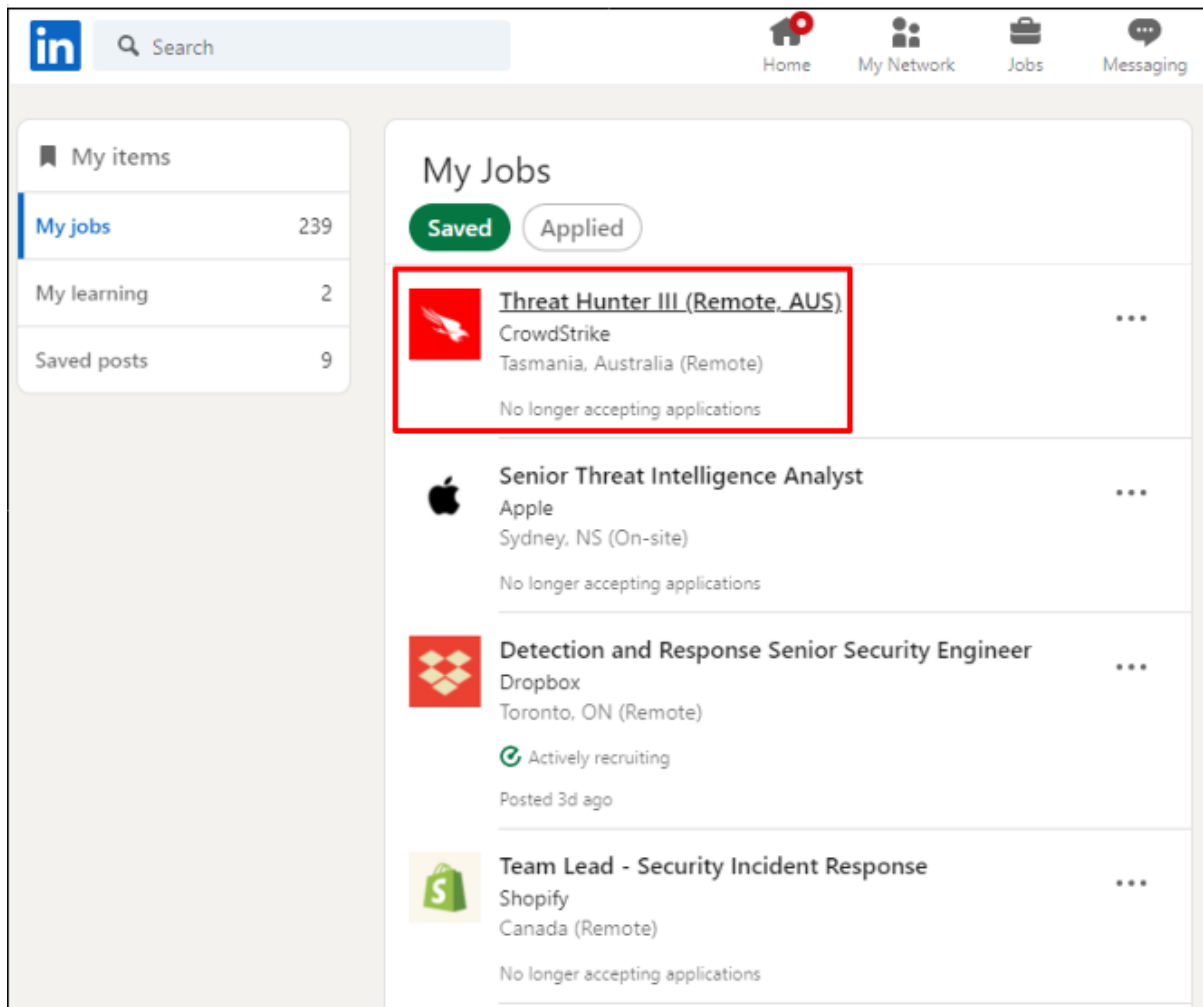 in
Search
Home
My Network
Jobs
Messaging
My items
My jobs 239
My learning 2
Saved posts 9
My Jobs
Saved Applied
Threat Hunter III (Remote, AUS)
CrowdStrike
Tasmania, Australia (Remote)
No longer accepting applications
Senior Threat Intelligence Analyst
Apple
Sydney, NS (On-site)
No longer accepting applications
Detection and Response Senior Security Engineer
Dropbox
Toronto, ON (Remote)
Actively recruiting
Posted 3d ago
S
Team Lead - Security Incident Response
Shopify
Canada (Remote)
No longer accepting applications